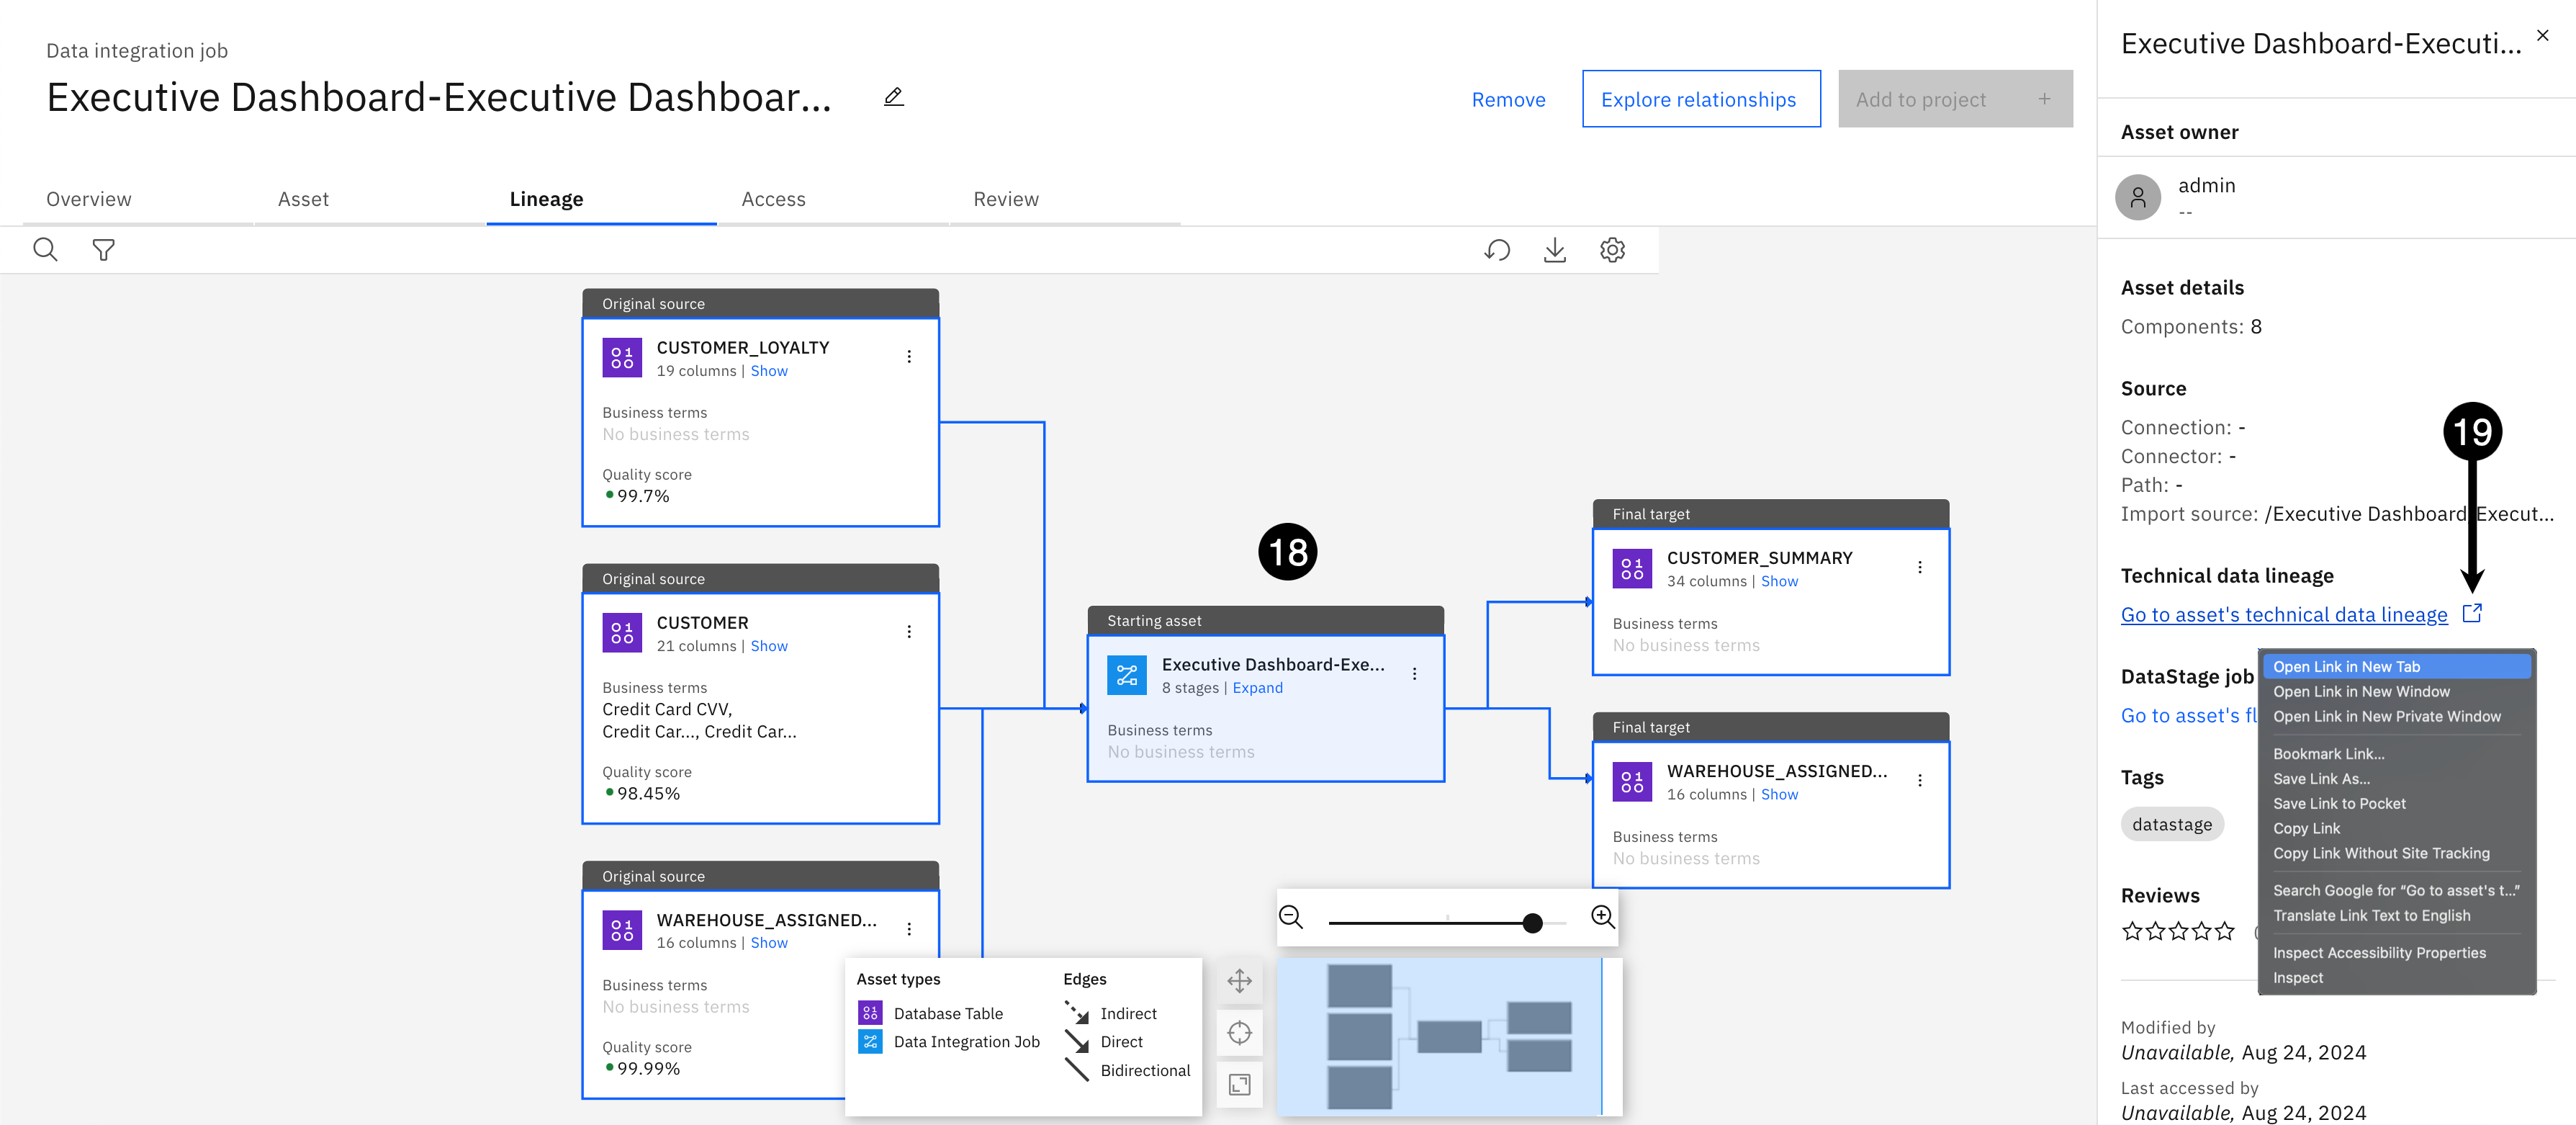 Data integration job
Executive Dashboard-Executive Dashboar...
Remove
Explore relationships
Add to project +
Overview
Asset
Lineage
Access
Review
Original source
CUSTOMER_LOYALTY
19 columns | Show
Business terms
No business terms
Quality score
99.7%
Original source
CUSTOMER
21 columns | Show
Business terms
Credit Card CVV,
Credit Car..., Credit Car...
Quality score
98.45%
Original source
WAREHOUSE_ASSIGNED...
16 columns | Show
Business terms
No business terms
Quality score
99.99%
18
Starting asset
Executive Dashboard-Exe...
8 stages | Expand
Business terms
No business terms
Final target
CUSTOMER_SUMMARY
34 columns | Show
Business terms
No business terms
Final target
WAREHOUSE_ASSIGNED...
16 columns | Show
Business terms
No business terms
Asset types
Database Table
Data Integration Job
Edges
Indirect
Direct
Bidirectional
Executive Dashboard-Executi...
Asset owner
admin
--
Asset details
Components: 8
Source
Connection: -
Connector: -
Path: -
Import source: /Executive Dashboard Execut...
19
Technical data lineage
Go to asset's technical data lineage
DataStage job
Go to asset's fl
Open Link in New Tab
Open Link in New Window
Open Link in New Private Window
Bookmark Link...
Save Link As...
Save Link to Pocket
Copy Link
Copy Link Without Site Tracking
Search Google for “Go to asset's t...”
Translate Link Text to English
Inspect Accessibility Properties
Inspect
Tags
datastage
Reviews
Modified by
Unavailable, Aug 24, 2024
Last accessed by
Unavailable, Aug 24, 2024